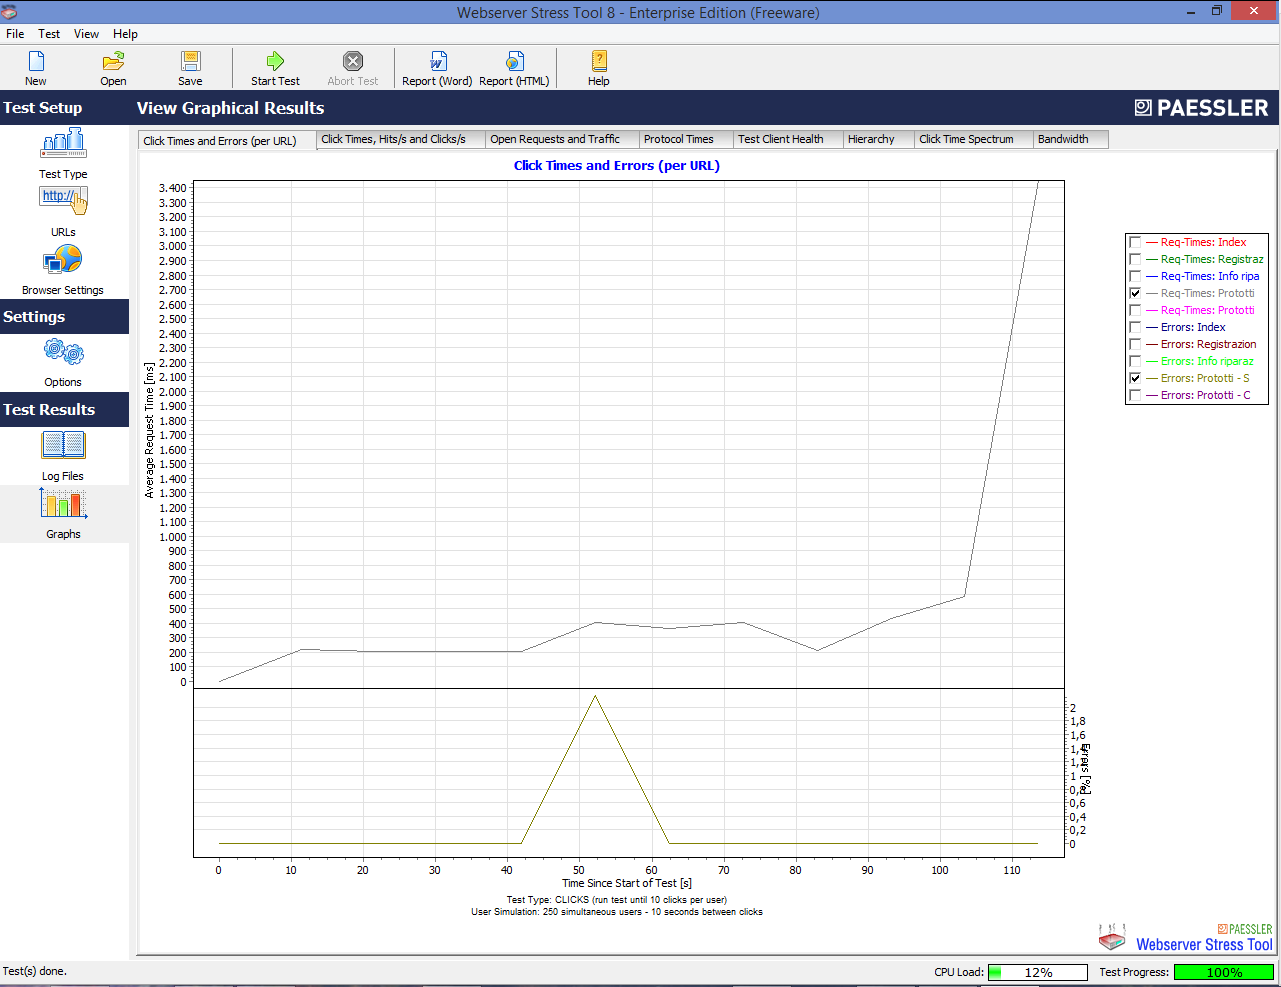 Webserver Stress Tool 8 - Enterprise Edition (Freeware)
File Test View Help
New Open Save Start Test Abort Test Report (Word) Report (HTML) Help
Test Setup
View Graphical Results
PAESSLER
Test Type
http://
URLs
Browser Settings
Settings
Options
Test Results
Log Files
Graphs
Click Times and Errors (per URL) Click Times, Hits/s and Clicks/s Open Requests and Traffic Protocol Times Test Client Health Hierarchy Click Time Spectrum Bandwidth
Click Times and Errors (per URL)
Average Request Time [ms]
3.400
3.300
3.200
3.100
3.000
2.900
2.800
2.700
2.600
2.500
2.400
2.300
2.200
2.100
2.000
1.900
1.800
1.700
1.600
1.500
1.400
1.300
1.200
1.100
1.000
900
800
700
600
500
400
300
200
100
0
2
1,8
1,6
1,4
1,2
1
0,8
0,6
0,4
0,2
0
Errors [%]
0 10 20 30 40 50 60 70 80 90 100 110
Time Since Start of Test [s]
Test Type: CLICKS (run test until 10 clicks per user)
User Simulation: 250 simultaneous users - 10 seconds between clicks
Req-Times: Index
Req-Times: Registraz
Req-Times: Info ripa
Req-Times: Prototti
Req-Times: Prototti
Errors: Index
Errors: Registrazion
Errors: Info riparaz
Errors: Prototti - S
Errors: Prototti - C
PAESSLER
Webserver Stress Tool
Test(s) done.
CPU Load: 12% Test Progress: 100%